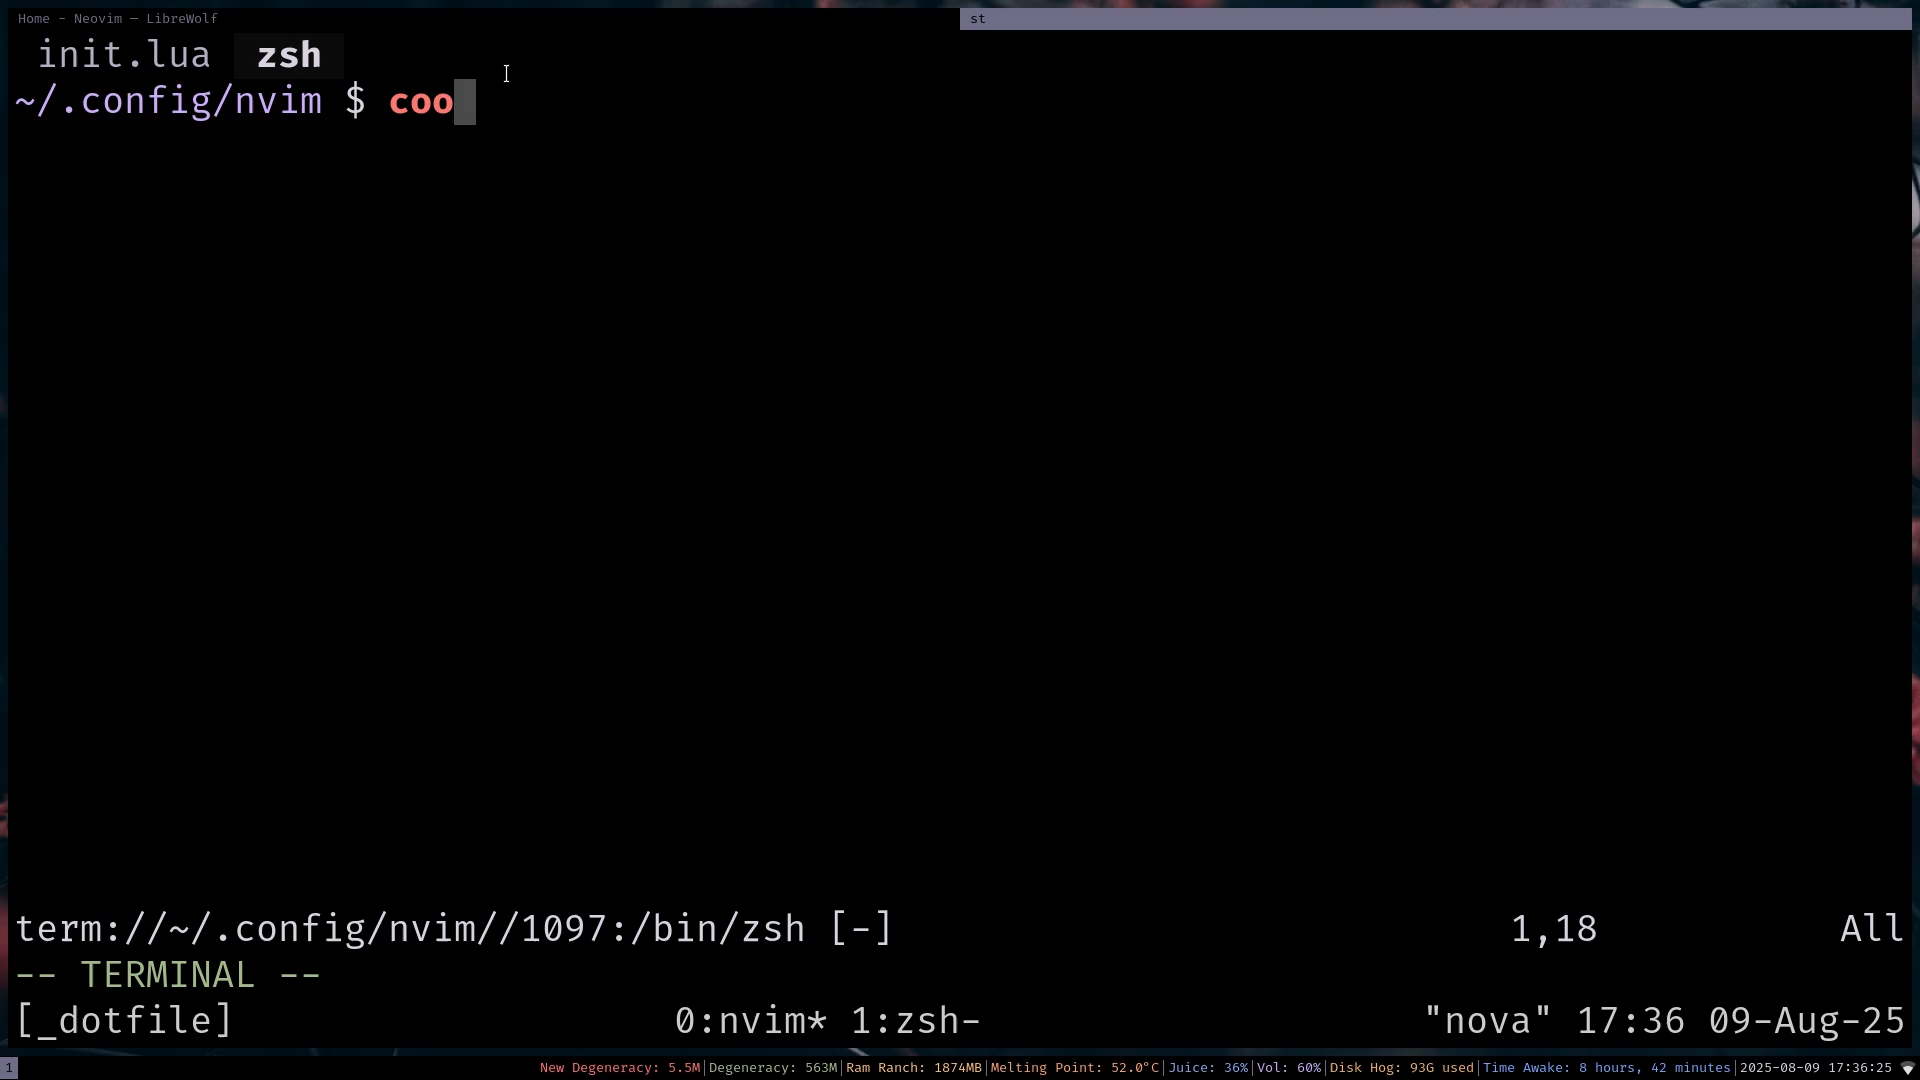 Home - Neovim — LibreWolf
st
init.lua zsh
~/.config/nvim $ coo
term://~/.config/nvim//1097:/bin/zsh [-] 1,18 All
-- TERMINAL --
[_dotfile] 0:nvim* 1:zsh- "nova" 17:36 09-Aug-25
1 New Degeneracy: 5.5M|Degeneracy: 563M|Ram Ranch: 1874MB|Melting Point: 52.0°C|Juice: 36%|Vol: 60%|Disk Hog: 93G used|Time Awake: 8 hours, 42 minutes|2025-08-09 17:36:25